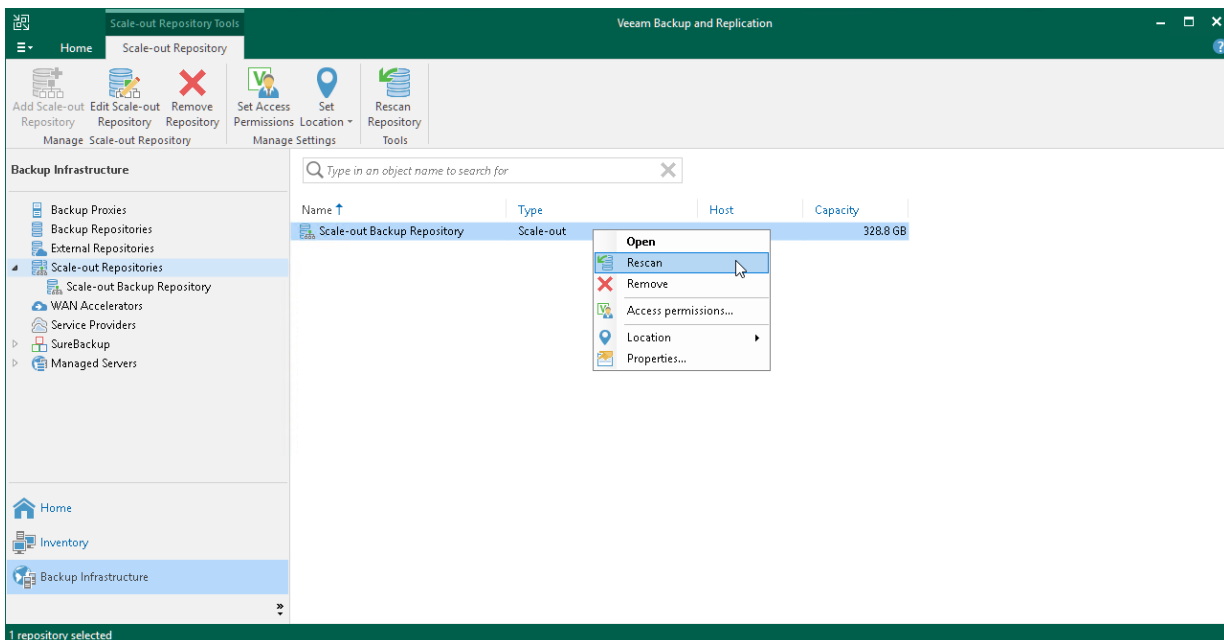 Scale-out Repository Tools
Veeam Backup and Replication
Home
Scale-out Repository
?
Add Scale-out Repository
Edit Scale-out Repository
Remove Repository
Set Access Permissions
Set Location
Rescan Repository
Manage Scale-out Repository
Manage Settings
Tools
Backup Infrastructure
Type in an object name to search for
Backup Proxies
Backup Repositories
External Repositories
Scale-out Repositories
Scale-out Backup Repository
WAN Accelerators
Service Providers
SureBackup
Managed Servers
Name Type Host Capacity
Scale-out Backup Repository Scale-out 328.8 GB
Open
Rescan
Remove
Access permissions...
Location
Properties...
Home
Inventory
Backup Infrastructure
1 repository selected